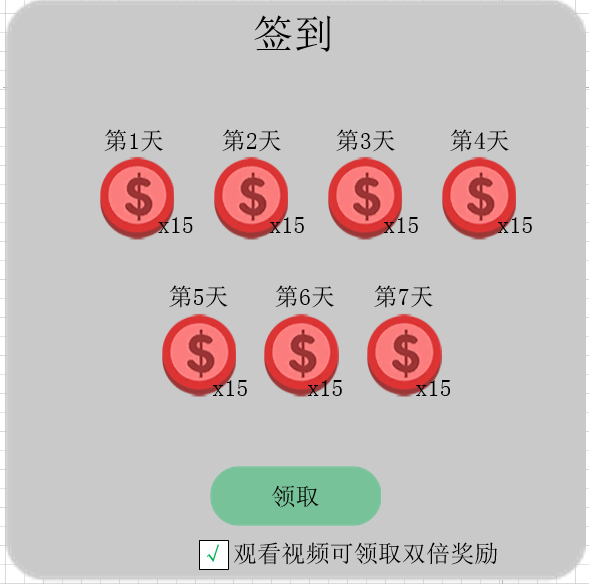 签到
第1天 第2天 第3天 第4天
$ $ $ $
x15 x15 x15 x15
第5天 第6天 第7天
$ $ $
x15 x15 x15
领取
√ 观看视频可领取双倍奖励